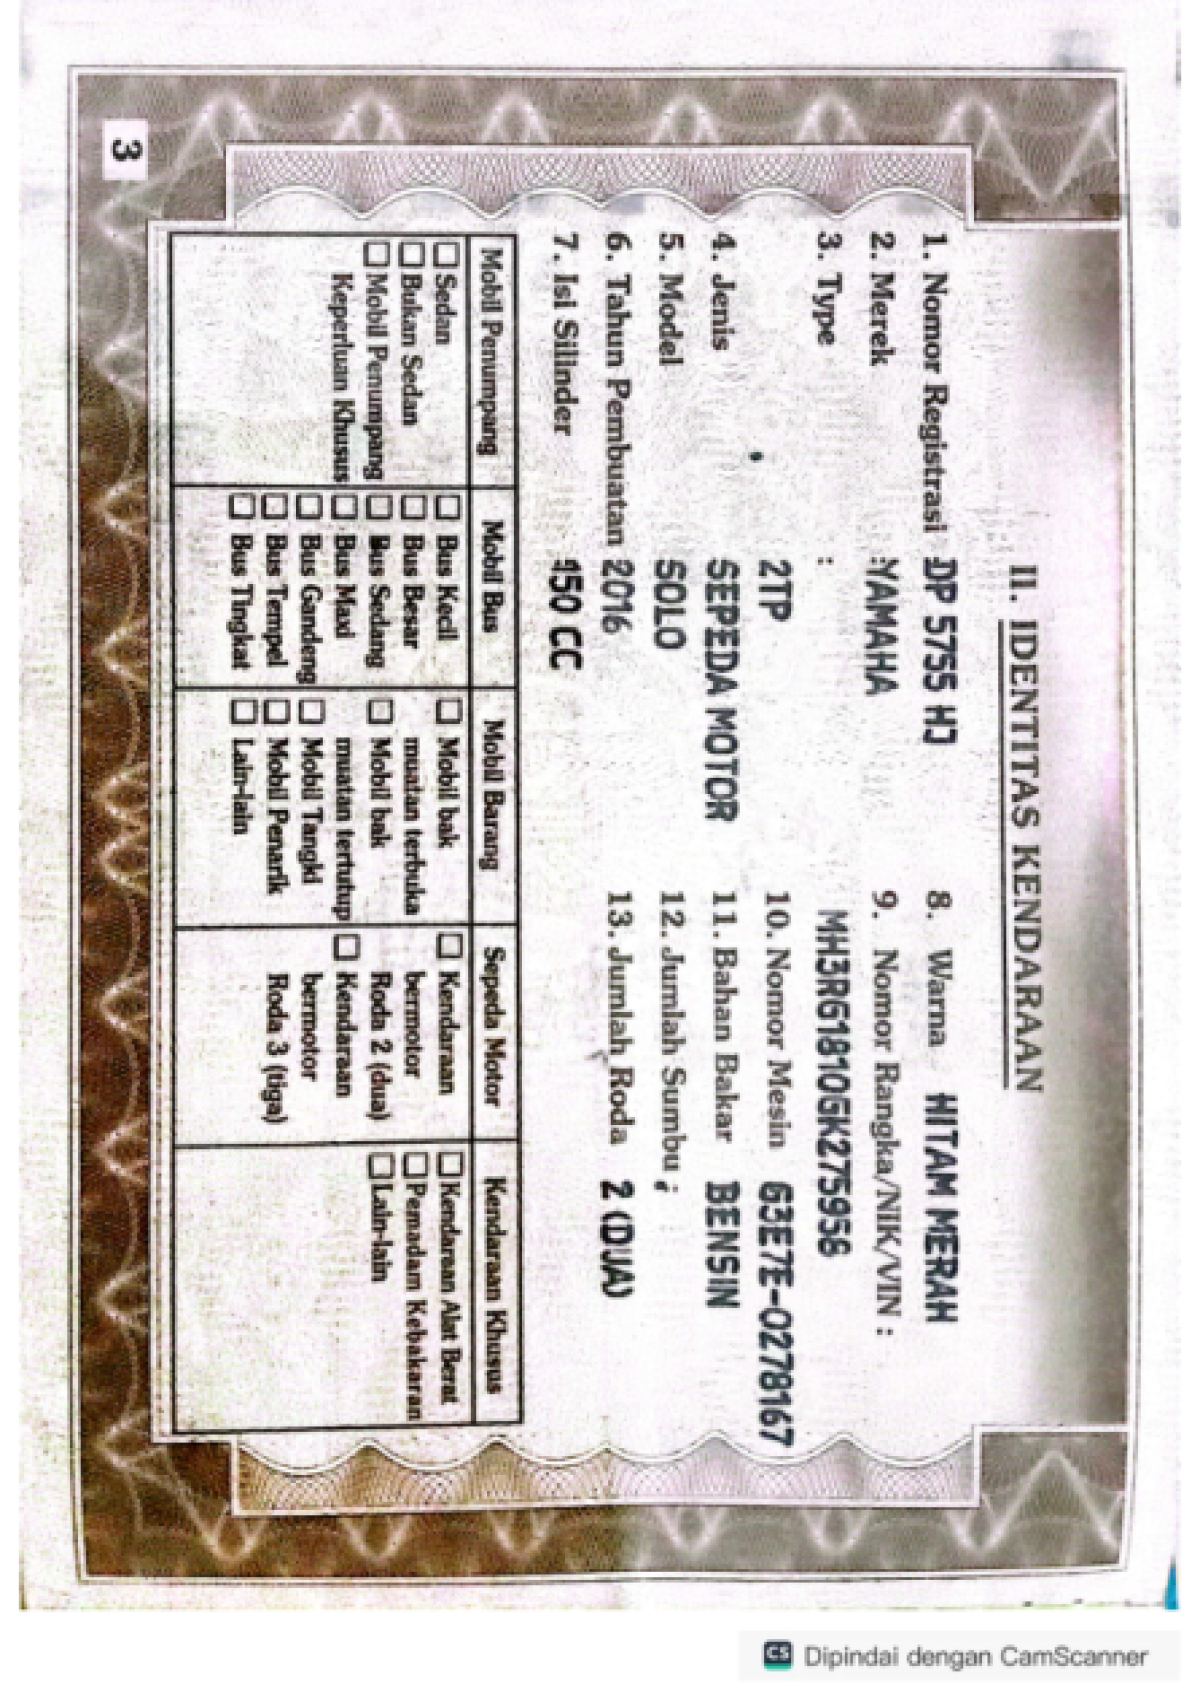 II. IDENTITAS KENDARAAN
1. Nomor Registrasi DP 5755 HJ
2. Merek :YAMAHA
3. Type :
2TP
4. Jenis SEPEDA MOTOR
5. Model SOLO
6. Tahun Pembuatan 2016
7. Isi Silinder 150 CC
8. Warna HITAM MERAH
9. Nomor Rangka/NIK/VIN :
MH3RG1810GK275956
10. Nomor Mesin G3E7E-0278167
11. Bahan Bakar BENSIN
12. Jumlah Sumbu :
13. Jumlah Roda 2 (DUA)
Mobil Penumpang
Sedan
Bukan Sedan
Mobil Penumpang
Keperluan Khusus
Mobil Bus
Bus Kecil
Bus Besar
Bus Sedang
Bus Maxi
Bus Gandeng
Bus Tempel
Bus Tingkat
Mobil Barang
Mobil bak
muatan terbuka
Mobil bak
muatan tertutup
Mobil Tangki
Mobil Penarik
Lain-lain
Sepeda Motor
Kendaraan
bermotor
Roda 2 (dua)
Kendaraan
bermotor
Roda 3 (tiga)
Kendaraan Khusus
Kendaraan Alat Berat
Pemadam Kebakaran
Lain-lain
3
CS Dipindai dengan CamScanner